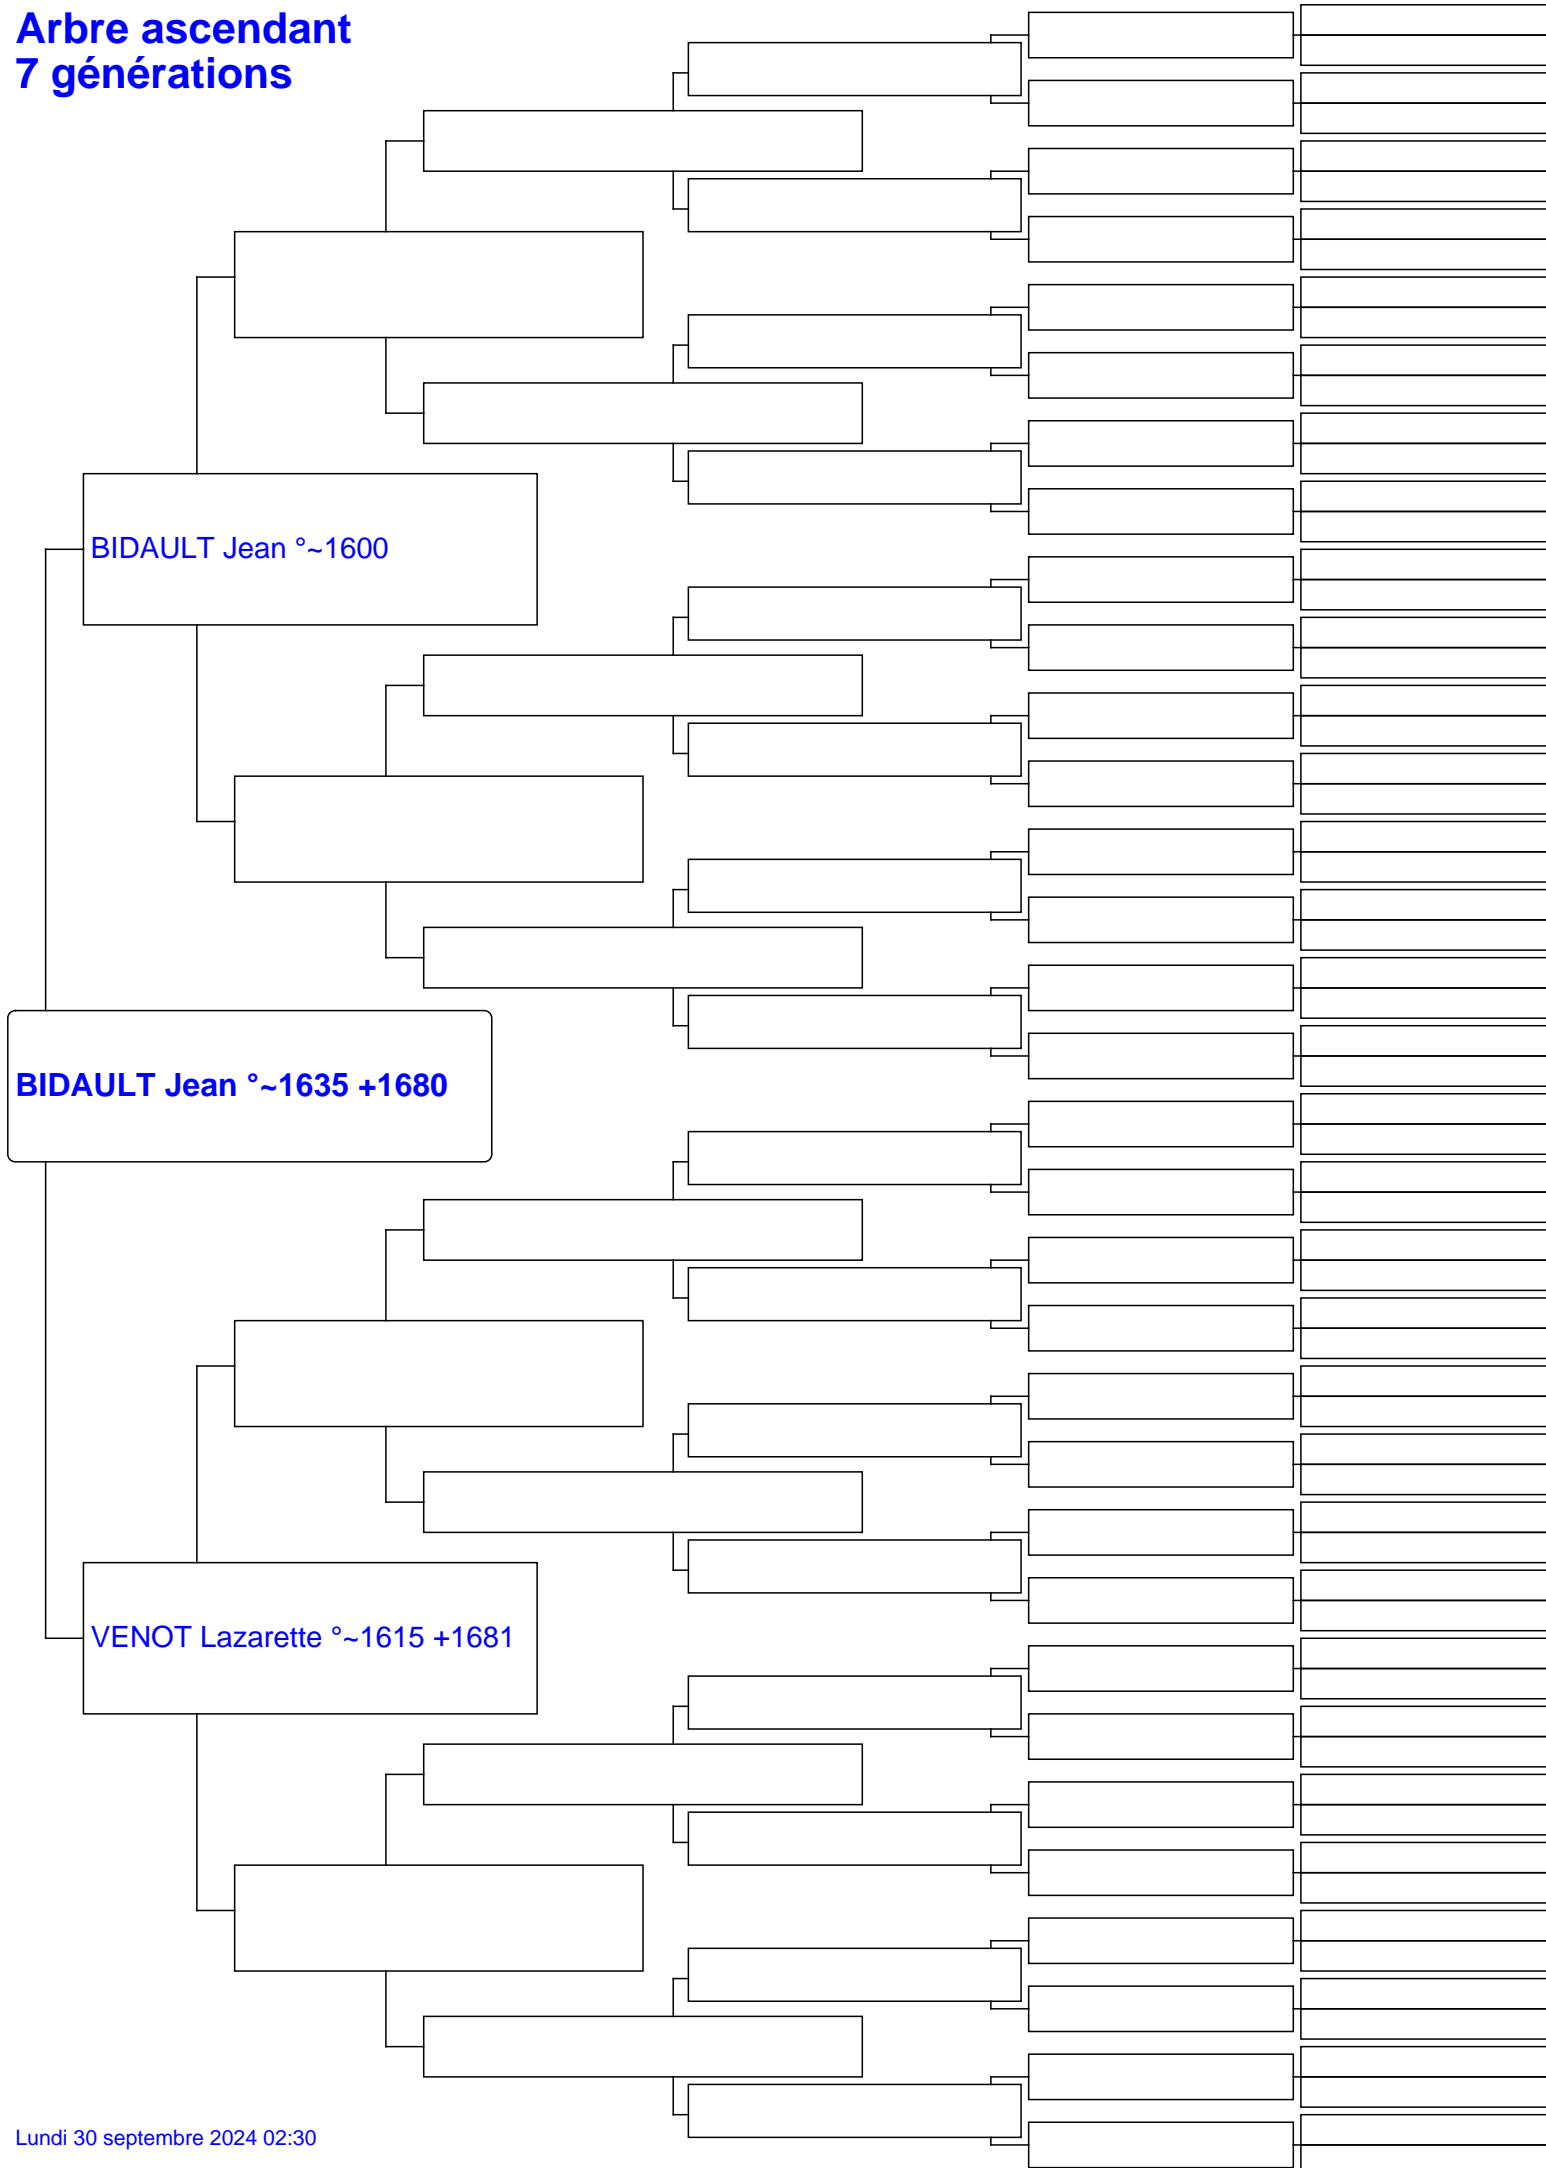 Arbre ascendant
7 générations
BIDAULT Jean °~1600
BIDAULT Jean °~1635 +1680
VENOT Lazarette °~1615 +1681
Lundi 30 septembre 2024 02:30